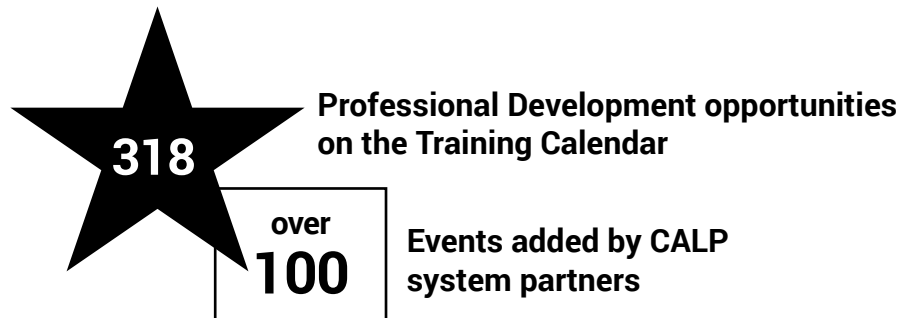 318
Professional Development opportunities
on the Training Calendar
over
100
Events added by CALP
system partners